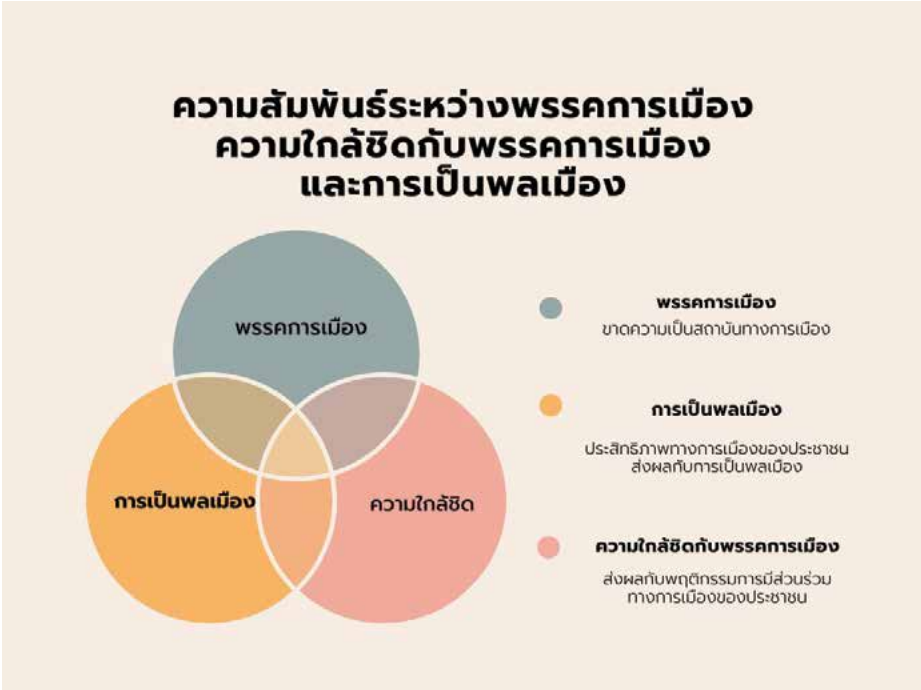 ความสัมพันธ์ระหว่างพรรคการเมือง
ความใกล้ชิดกับพรรคการเมือง
และการเป็นพลเมือง
พรรคการเมือง
การเป็นพลเมือง
ความใกล้ชิด
พรรคการเมือง
ขาดความเป็นสถาบันทางการเมือง
การเป็นพลเมือง
ประสิทธิภาพทางการเมืองของประชาชน
ส่งผลกับการเป็นพลเมือง
ความใกล้ชิดกับพรรคการเมือง
ส่งผลกับพฤติกรรมการมีส่วนร่วม
ทางการเมืองของประชาชน